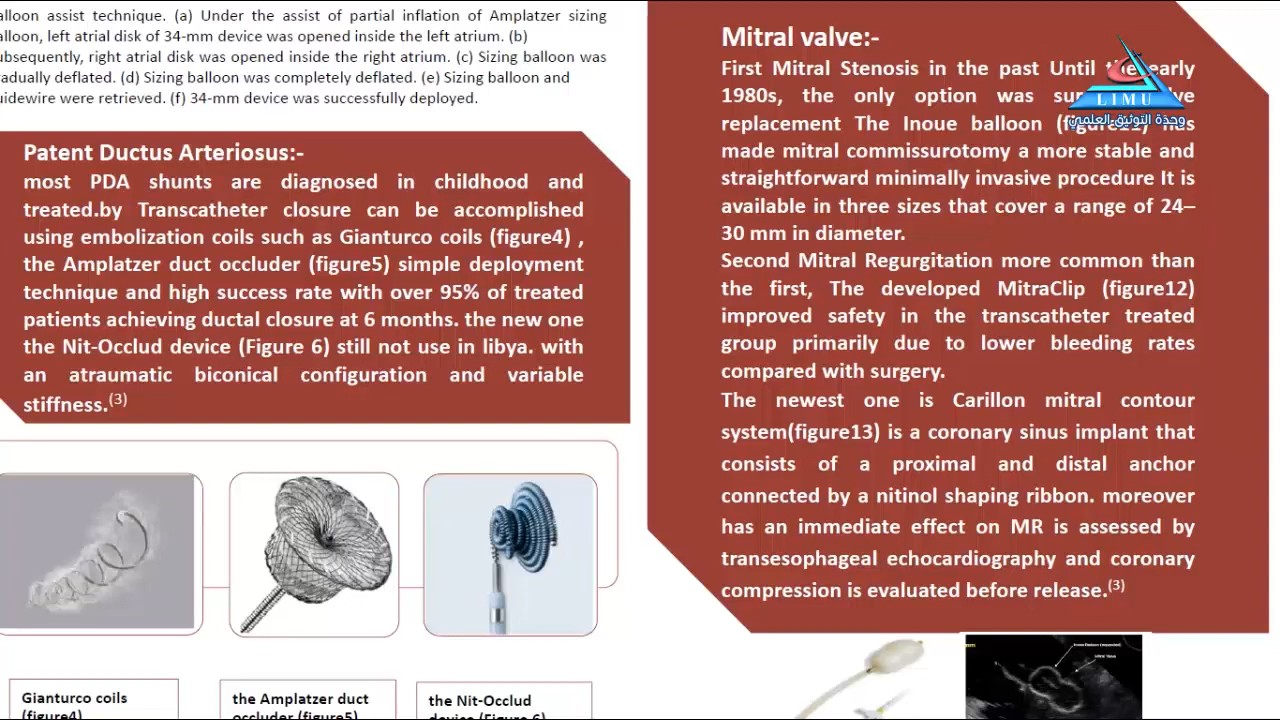 alloon assist technique. (a) Under the assist of partial inflation of Amplatzer sizing
alloon, left atrial disk of 34-mm device was opened inside the left atrium. (b)
ubsequently, right atrial disk was opened inside the right atrium. (c) Sizing balloon was
radually deflated. (d) Sizing balloon was completely deflated. (e) Sizing balloon and
uidewire were retrieved. (f) 34-mm device was successfully deployed.
Patent Ductus Arteriosus:-
most PDA shunts are diagnosed in childhood and
treated.by Transcatheter closure can be accomplished
using embolization coils such as Gianturco coils (figure4) ,
the Amplatzer duct occluder (figure5) simple deployment
technique and high success rate with over 95% of treated
patients achieving ductal closure at 6 months. the new one
the Nit-Occlud device (Figure 6) still not use in libya. with
an atraumatic biconical configuration and variable
stiffness.(3)
Gianturco coils
(figure4)
the Amplatzer duct
occluder (figure5)
the Nit-Occlud
device (Figure 6)
Mitral valve:-
First Mitral Stenosis in the past Until the early
1980s, the only option was
replacement The Inoue balloon has
made mitral commissurotomy a more stable and
straightforward minimally invasive procedure It is
available in three sizes that cover a range of 24–
30 mm in diameter.
Second Mitral Regurgitation more common than
the first, The developed MitraClip (figure12)
improved safety in the transcatheter treated
group primarily due to lower bleeding rates
compared with surgery.
The newest one is Carillon mitral contour
system(figure13) is a coronary sinus implant that
consists of a proximal and distal anchor
connected by a nitinol shaping ribbon. moreover
has an immediate effect on MR is assessed by
transesophageal echocardiography and coronary
compression is evaluated before release.(3)
LIMU
وحدة التوثيق العلمي